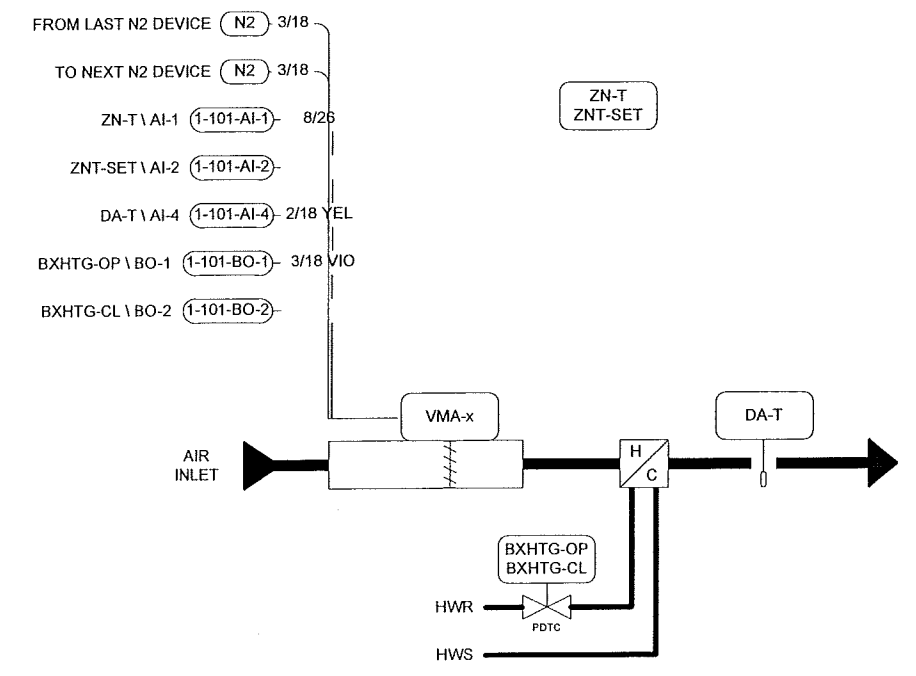 FROM LAST N2 DEVICE N2 3/18
TO NEXT N2 DEVICE N2 3/18
ZN-T \ AI-1 1-101-AI-1 8/26
ZNT-SET \ AI-2 1-101-AI-2
DA-T \ AI-4 1-101-AI-4 2/18 YEL
BXHTG-OP \ BO-1 1-101-BO-1 3/18 VIO
BXHTG-CL \ BO-2 1-101-BO-2
ZN-T
ZNT-SET
VMA-x
DA-T
AIR
INLET
H
C
BXHTG-OP
BXHTG-CL
HWR
PDTC
HWS